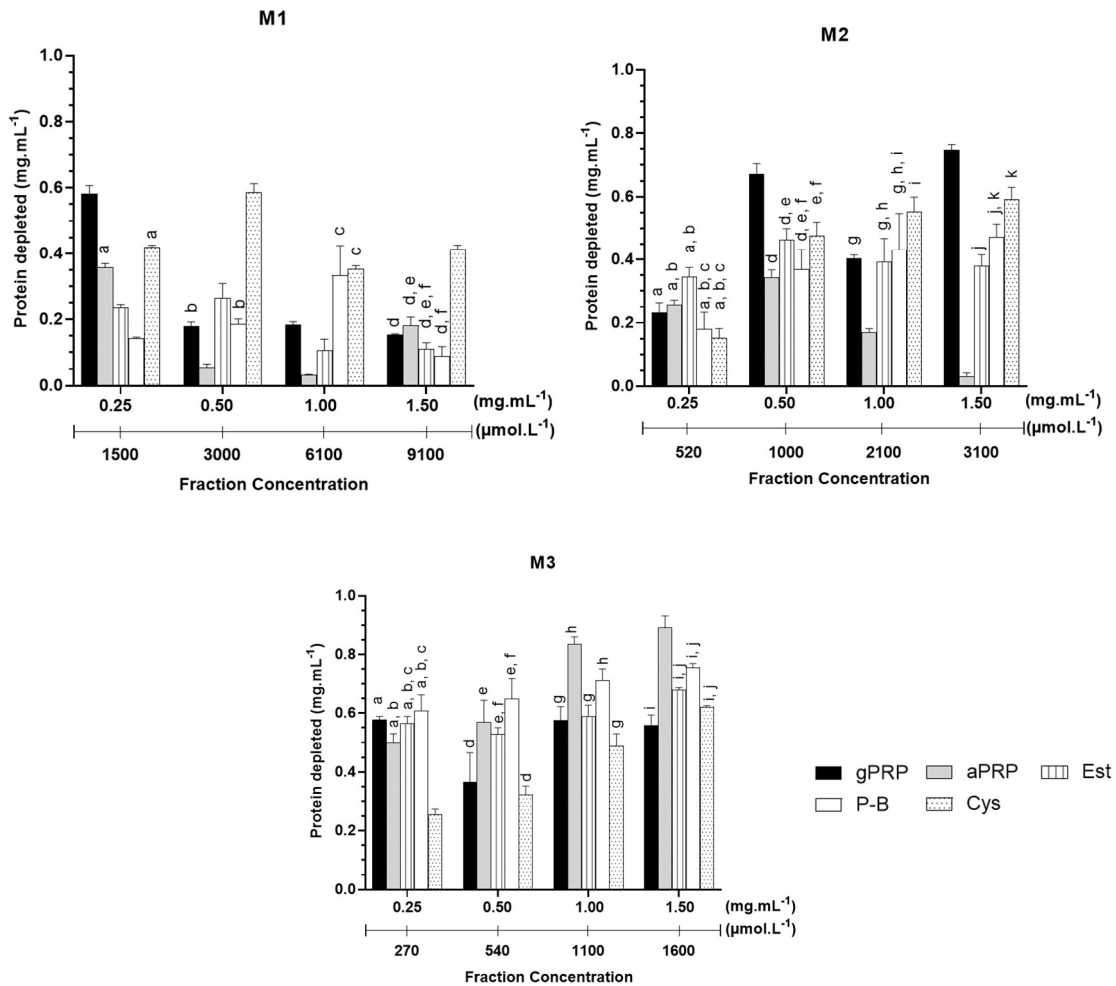 M1
Protein depleted (mg.mL⁻¹)
1.0
0.8
0.6
0.4
0.2
0.0
a
a
b
b
c
c
d
d, e
d, e, f
d, f
0.25 0.50 1.00 1.50 (mg.mL⁻¹)
(µmol.L⁻¹)
1500 3000 6100 9100
Fraction Concentration
M2
Protein depleted (mg.mL⁻¹)
1.0
0.8
0.6
0.4
0.2
0.0
a
a, b
a, b
a, b, c
a, b, c
d
d, e
d, e, f
e, f
g
g, h
g, h, i
i
j
j, k
k
0.25 0.50 1.00 1.50 (mg.mL⁻¹)
(µmol.L⁻¹)
520 1000 2100 3100
Fraction Concentration
M3
Protein depleted (mg.mL⁻¹)
1.0
0.8
0.6
0.4
0.2
0.0
a
a, b
a, b, c
a, b, c
d
e
e, f
e, f
d
g
h
g
h
g
i
i, j
i, j
i, j
0.25 0.50 1.00 1.50 (mg.mL⁻¹)
(µmol.L⁻¹)
270 540 1100 1600
Fraction Concentration
gPRP aPRP Est
P-B Cys